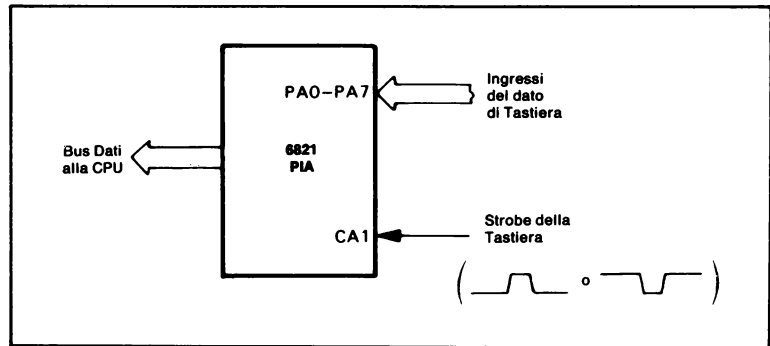 PA0-PA7
Ingressi
del dato
di Tastiera
Bus Dati
alla CPU
6821
PIA
CA1
Strobe della
Tastiera
( o )